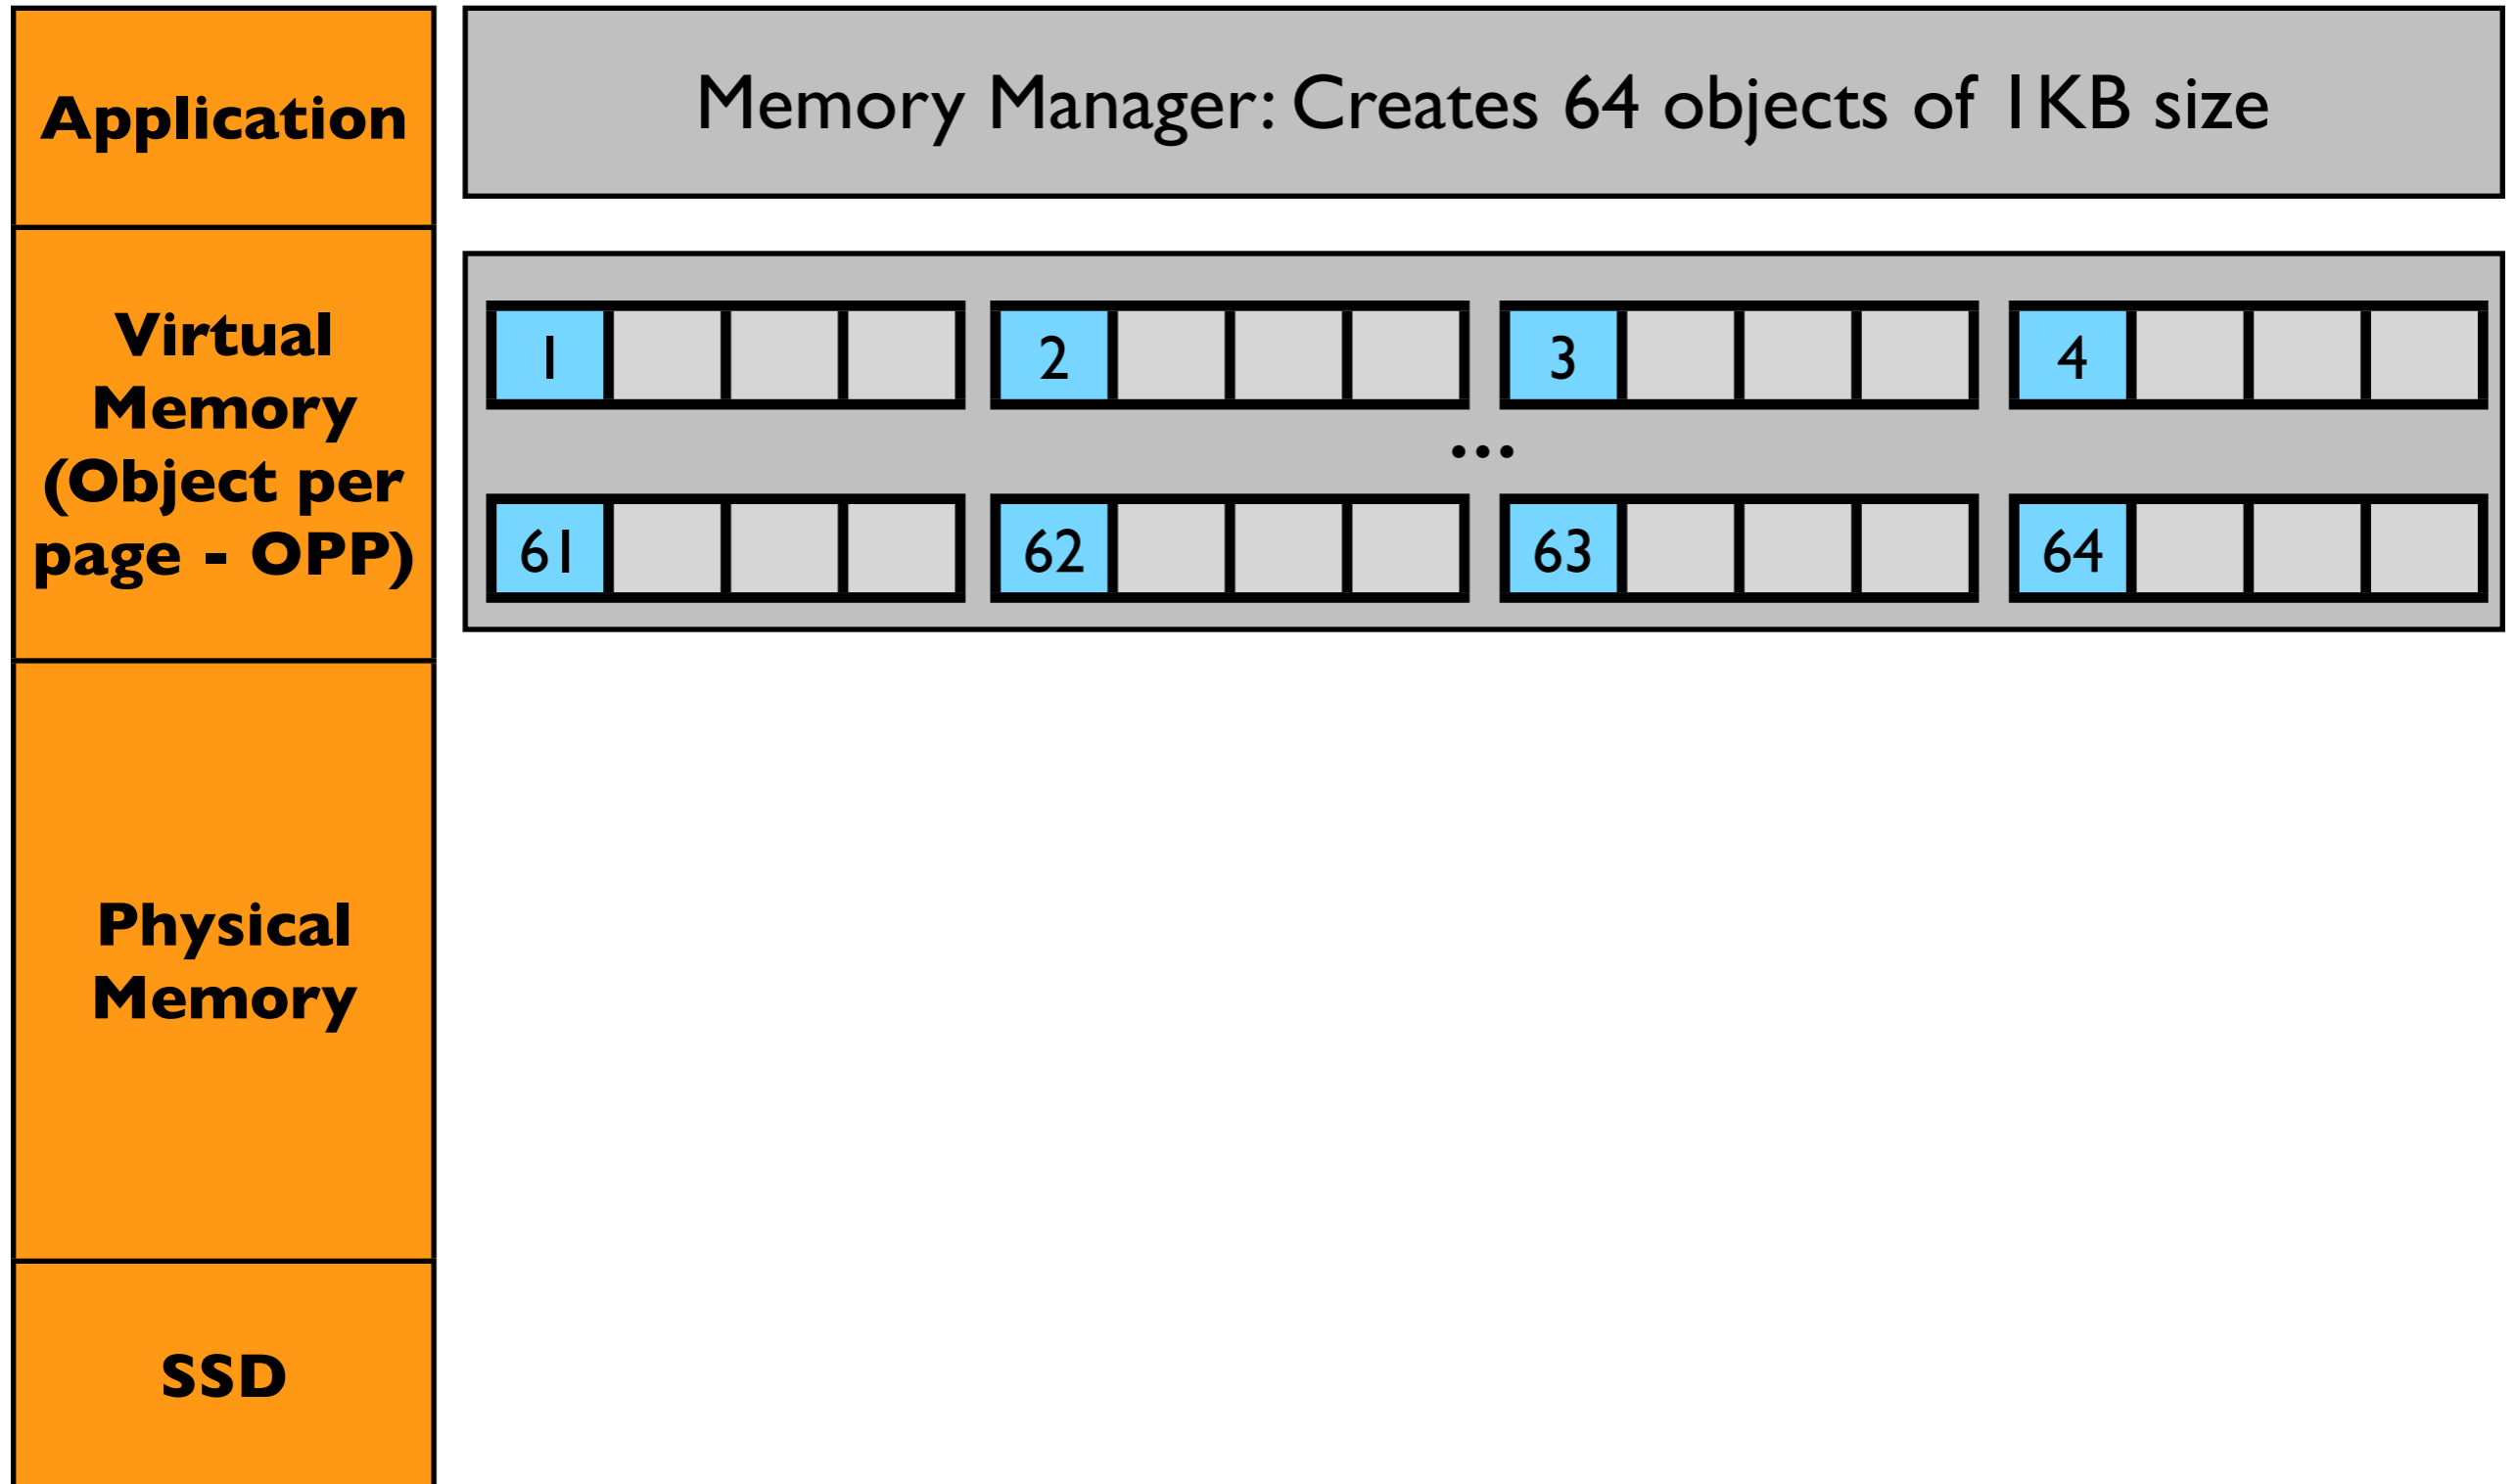 Application
Memory Manager: Creates 64 objects of 1KB size
Virtual
Memory
(Object per
page - OPP)
1 2 3 4
...
61 62 63 64
Physical
Memory
SSD